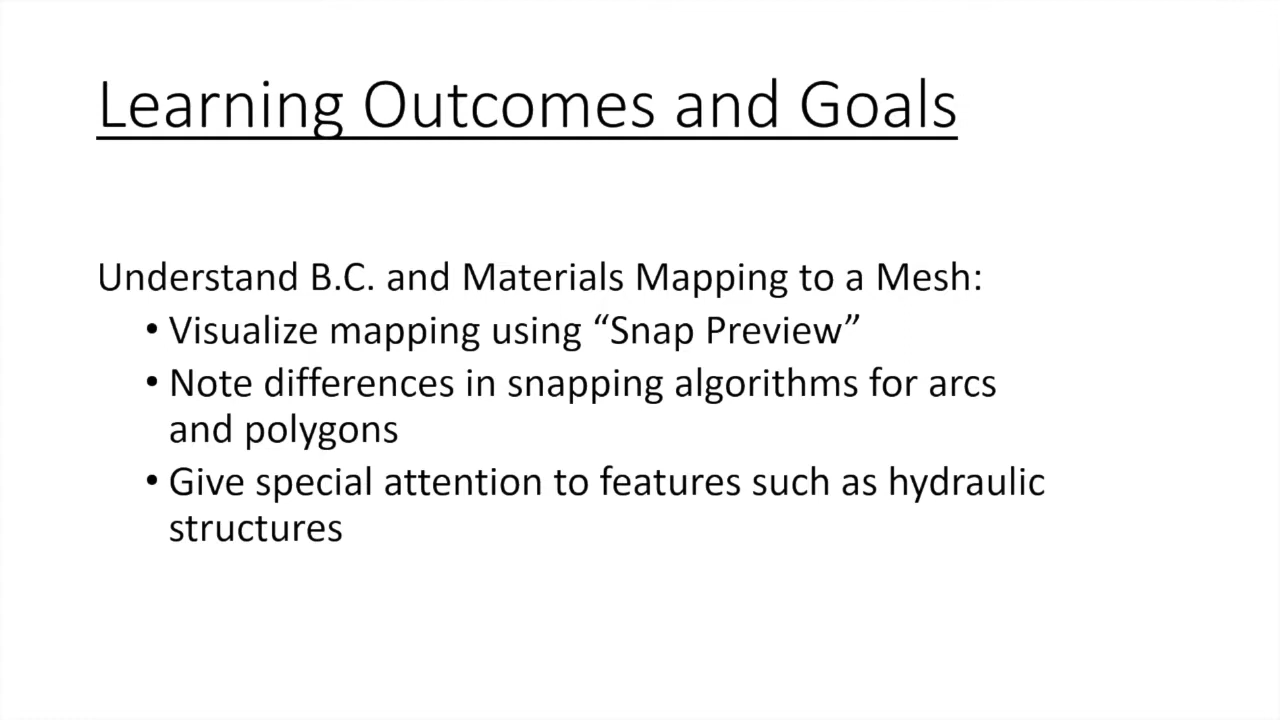 Learning Outcomes and Goals
Understand B.C. and Materials Mapping to a Mesh:
• Visualize mapping using “Snap Preview”
• Note differences in snapping algorithms for arcs
and polygons
• Give special attention to features such as hydraulic
structures